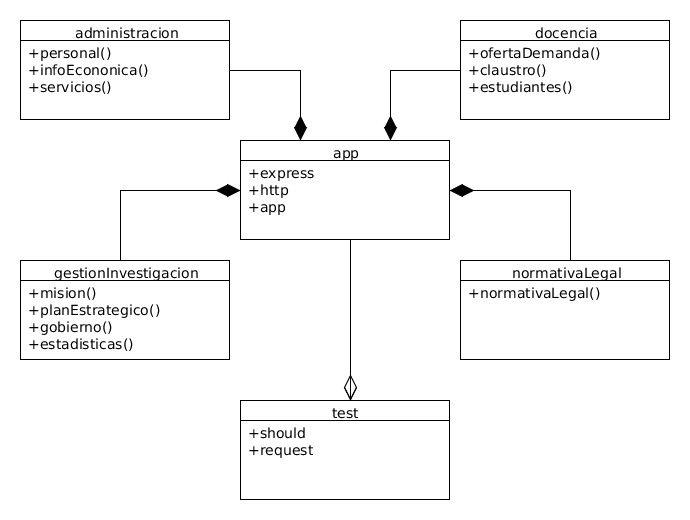 administracion
+personal()
+infoEcononica()
+servicios()
docencia
+ofertaDemanda()
+claustro()
+estudiantes()
app
+express
+http
+app
gestionInvestigacion
+mision()
+planEstrategico()
+gobierno()
+estadisticas()
normativaLegal
+normativaLegal()
test
+should
+request